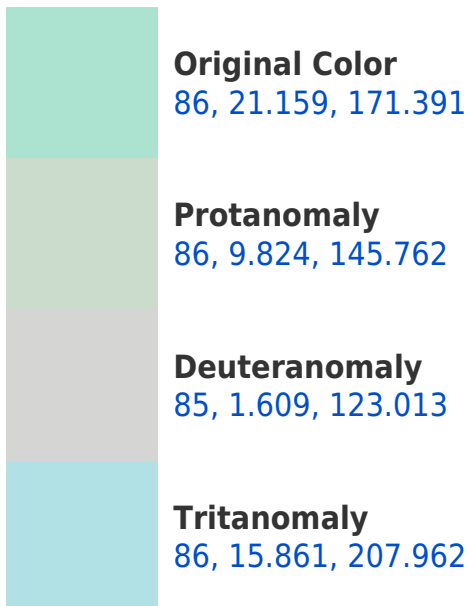 Original Color
86, 21.159, 171.391
Protanomaly
86, 9.824, 145.762
Deuteranomaly
85, 1.609, 123.013
Tritanomaly
86, 15.861, 207.962